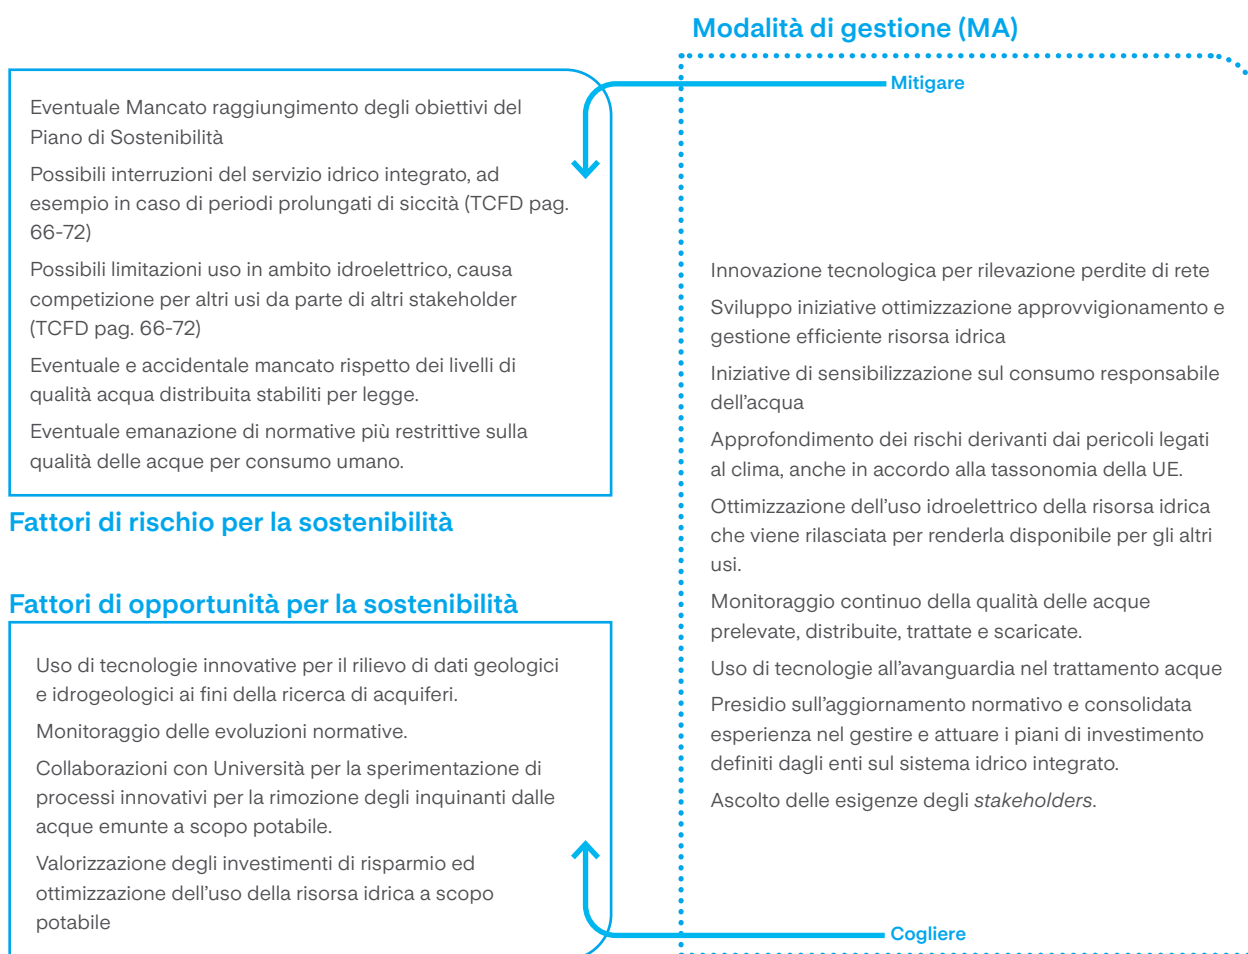 Eventuale Mancato raggiungimento degli obiettivi del
Piano di Sostenibilità
Possibili interruzioni del servizio idrico integrato, ad
esempio in caso di periodi prolungati di siccità (TCFD pag.
66-72)
Possibili limitazioni uso in ambito idroelettrico, causa
competizione per altri usi da parte di altri stakeholder
(TCFD pag. 66-72)
Eventuale e accidentale mancato rispetto dei livelli di
qualità acqua distribuita stabiliti per legge.
Eventuale emanazione di normative più restrittive sulla
qualità delle acque per consumo umano.
Fattori di rischio per la sostenibilità
Fattori di opportunità per la sostenibilità
Uso di tecnologie innovative per il rilievo di dati geologici
e idrogeologici ai fini della ricerca di acquiferi.
Monitoraggio delle evoluzioni normative.
Collaborazioni con Università per la sperimentazione di
processi innovativi per la rimozione degli inquinanti dalle
acque emunte a scopo potabile.
Valorizzazione degli investimenti di risparmio ed
ottimizzazione dell'uso della risorsa idrica a scopo
potabile
Modalità di gestione (MA)
Mitigare
Innovazione tecnologica per rilevazione perdite di rete
Sviluppo iniziative ottimizzazione approvvigionamento e
gestione efficiente risorsa idrica
Iniziative di sensibilizzazione sul consumo responsabile
dell'acqua
Approfondimento dei rischi derivanti dai pericoli legati
al clima, anche in accordo alla tassonomia della UE.
Ottimizzazione dell'uso idroelettrico della risorsa idrica
che viene rilasciata per renderla disponibile per gli altri
usi.
Monitoraggio continuo della qualità delle acque
prelevate, distribuite, trattate e scaricate.
Uso di tecnologie all'avanguardia nel trattamento acque
Presidio sull'aggiornamento normativo e consolidata
esperienza nel gestire e attuare i piani di investimento
definiti dagli enti sul sistema idrico integrato.
Ascolto delle esigenze degli stakeholders.
Cogliere